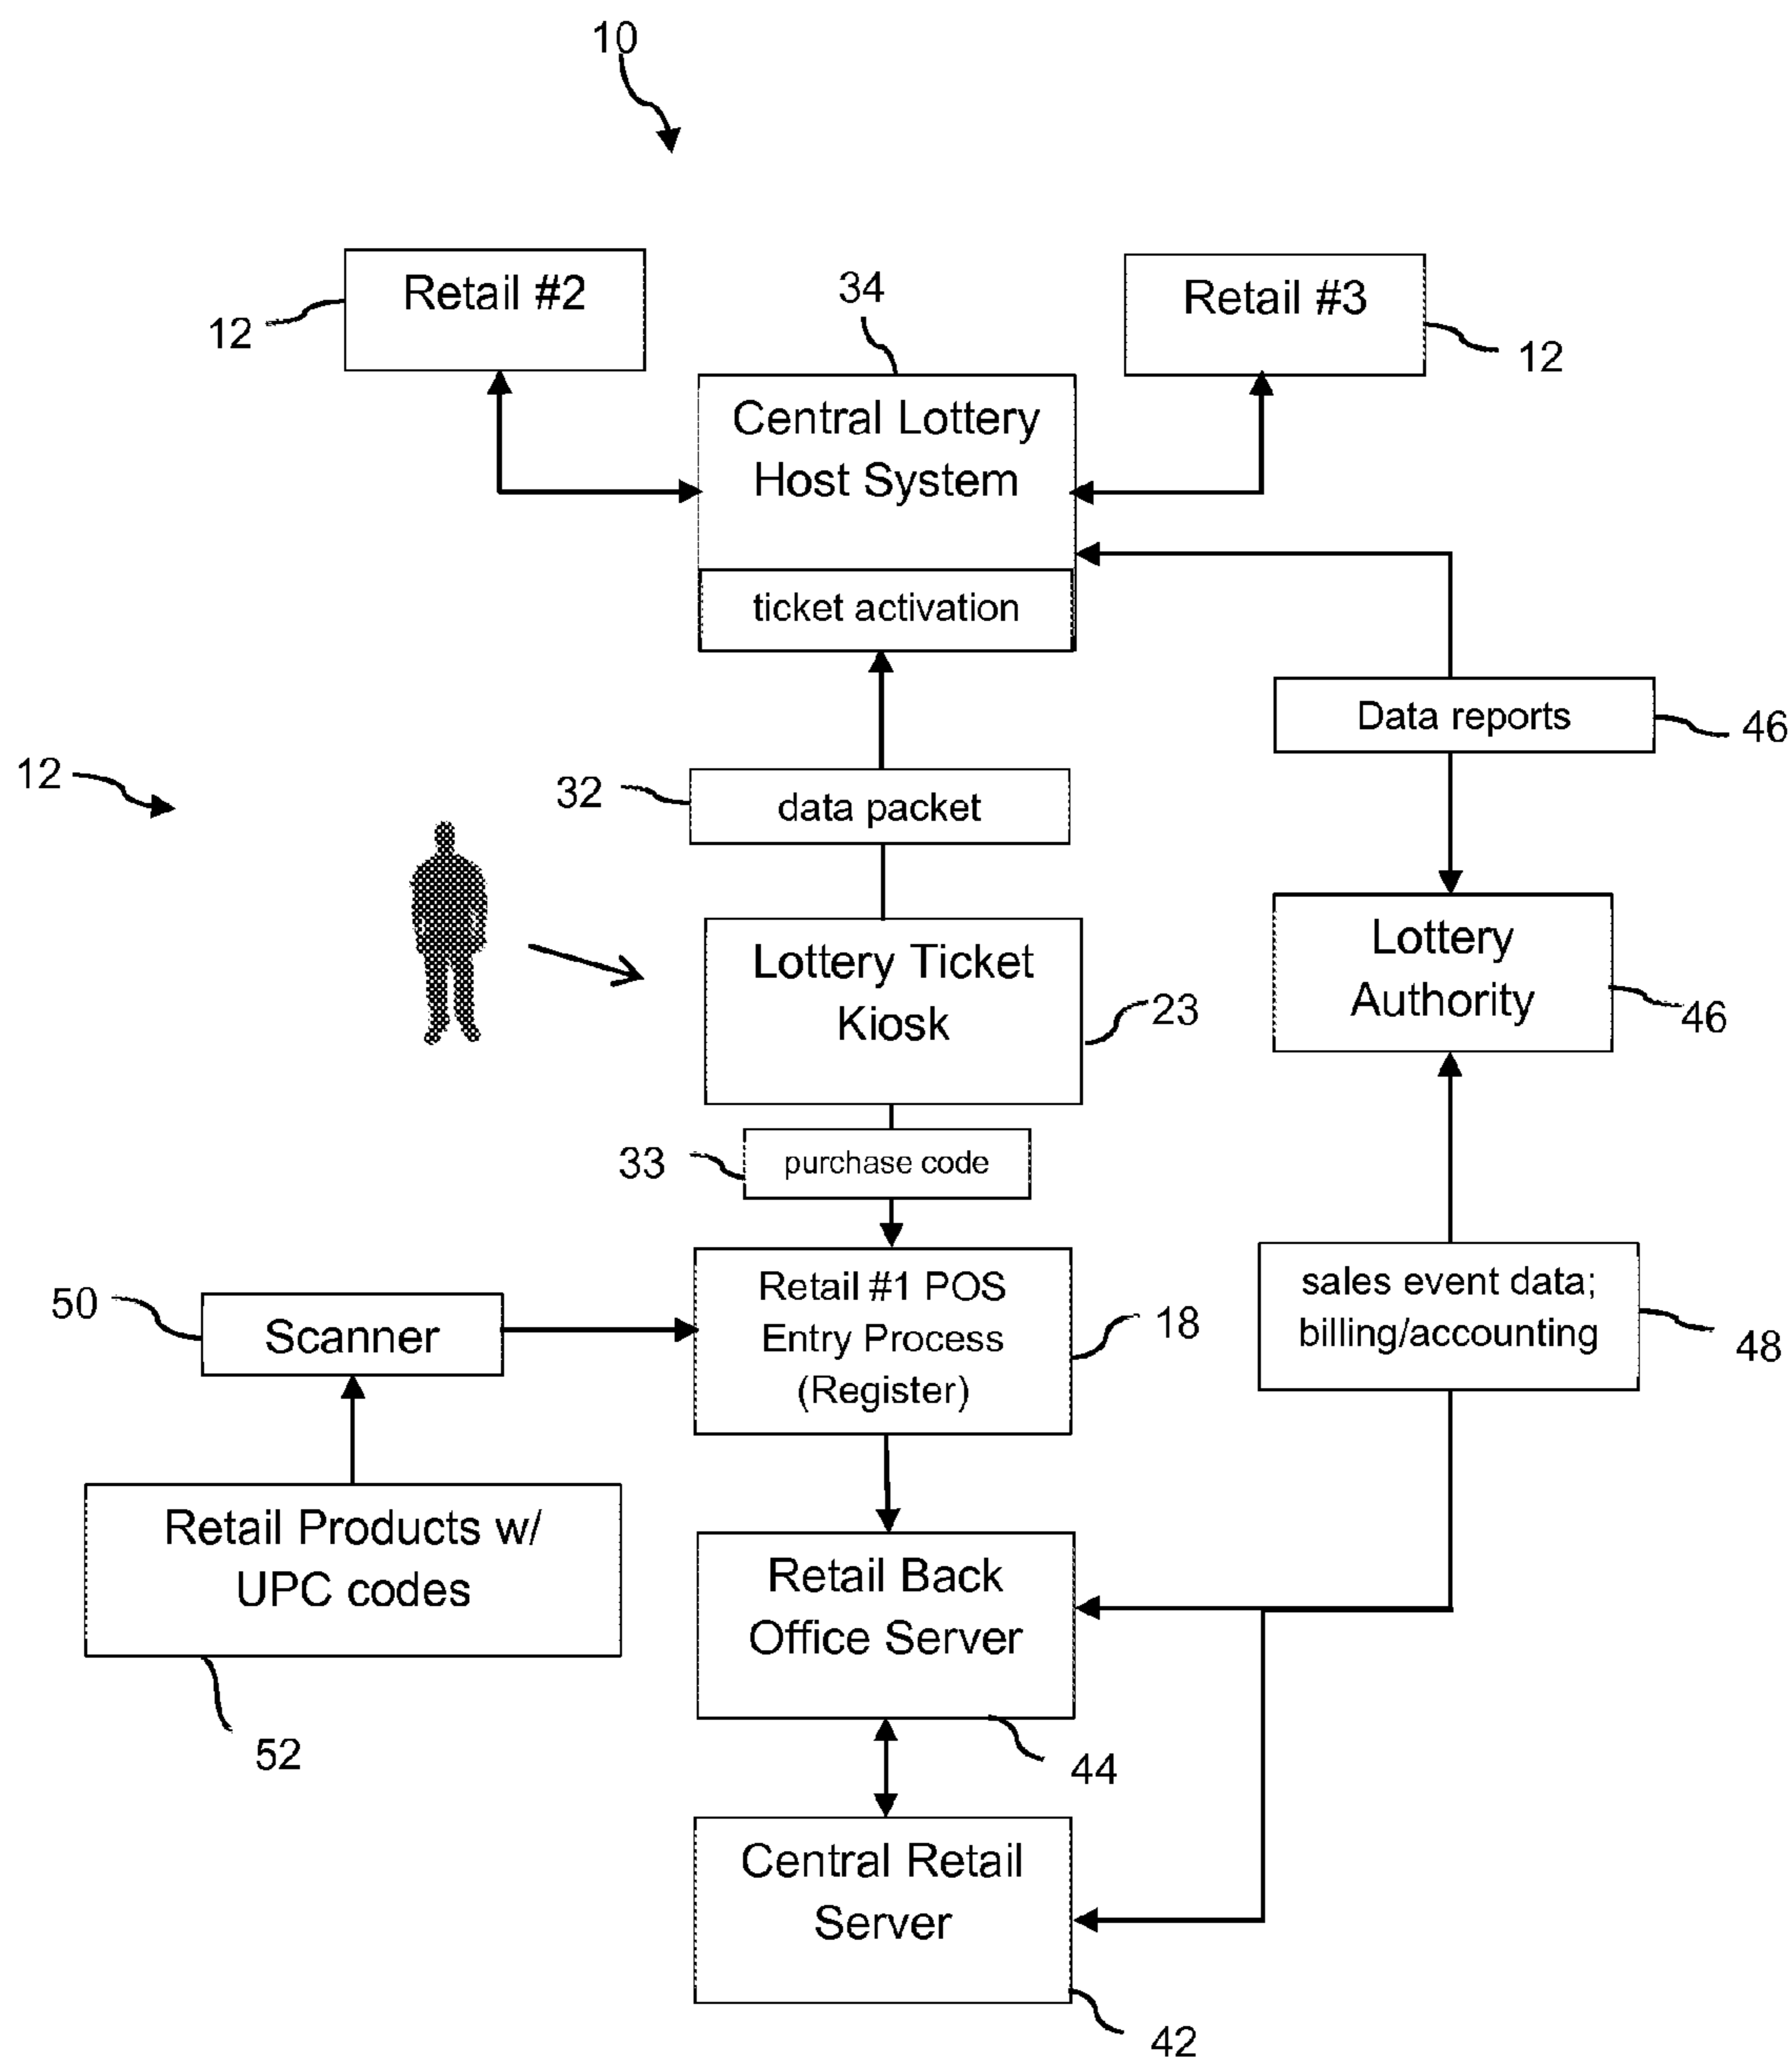 10
Retail #2
12
34
Retail #3
12
Central Lottery
Host System
ticket activation
Data reports
46
12
32
data packet
Lottery Ticket
Kiosk
23
Lottery
Authority
46
33
purchase code
50
Scanner
Retail #1 POS
Entry Process
(Register)
18
sales event data;
billing/accounting
48
Retail Products w/
UPC codes
52
Retail Back
Office Server
44
Central Retail
Server
42